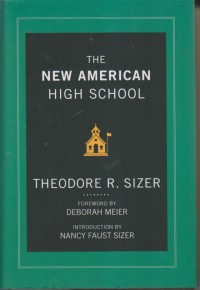 THE
NEW AMERICAN
HIGH SCHOOL
THEODORE R. SIZER
FOREWORD BY
DEBORAH MEIER
INTRODUCTION BY
NANCY FAUST SIZER